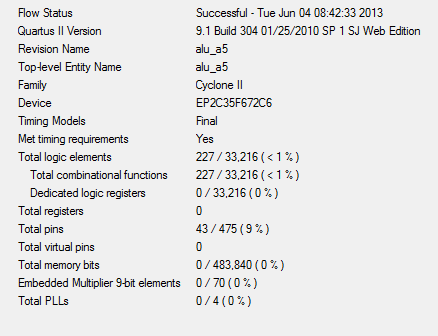 Flow Status Successful - Tue Jun 04 08:42:33 2013
Quartus II Version 9.1 Build 304 01/25/2010 SP 1 SJ Web Edition
Revision Name alu_a5
Top-level Entity Name alu_a5
Family Cyclone II
Device EP2C35F672C6
Timing Models Final
Met timing requirements Yes
Total logic elements 227 / 33,216 ( < 1 % )
Total combinational functions 227 / 33,216 ( < 1 % )
Dedicated logic registers 0 / 33,216 ( 0 % )
Total registers 0
Total pins 43 / 475 ( 9 % )
Total virtual pins 0
Total memory bits 0 / 483,840 ( 0 % )
Embedded Multiplier 9-bit elements 0 / 70 ( 0 % )
Total PLLs 0 / 4 ( 0 % )